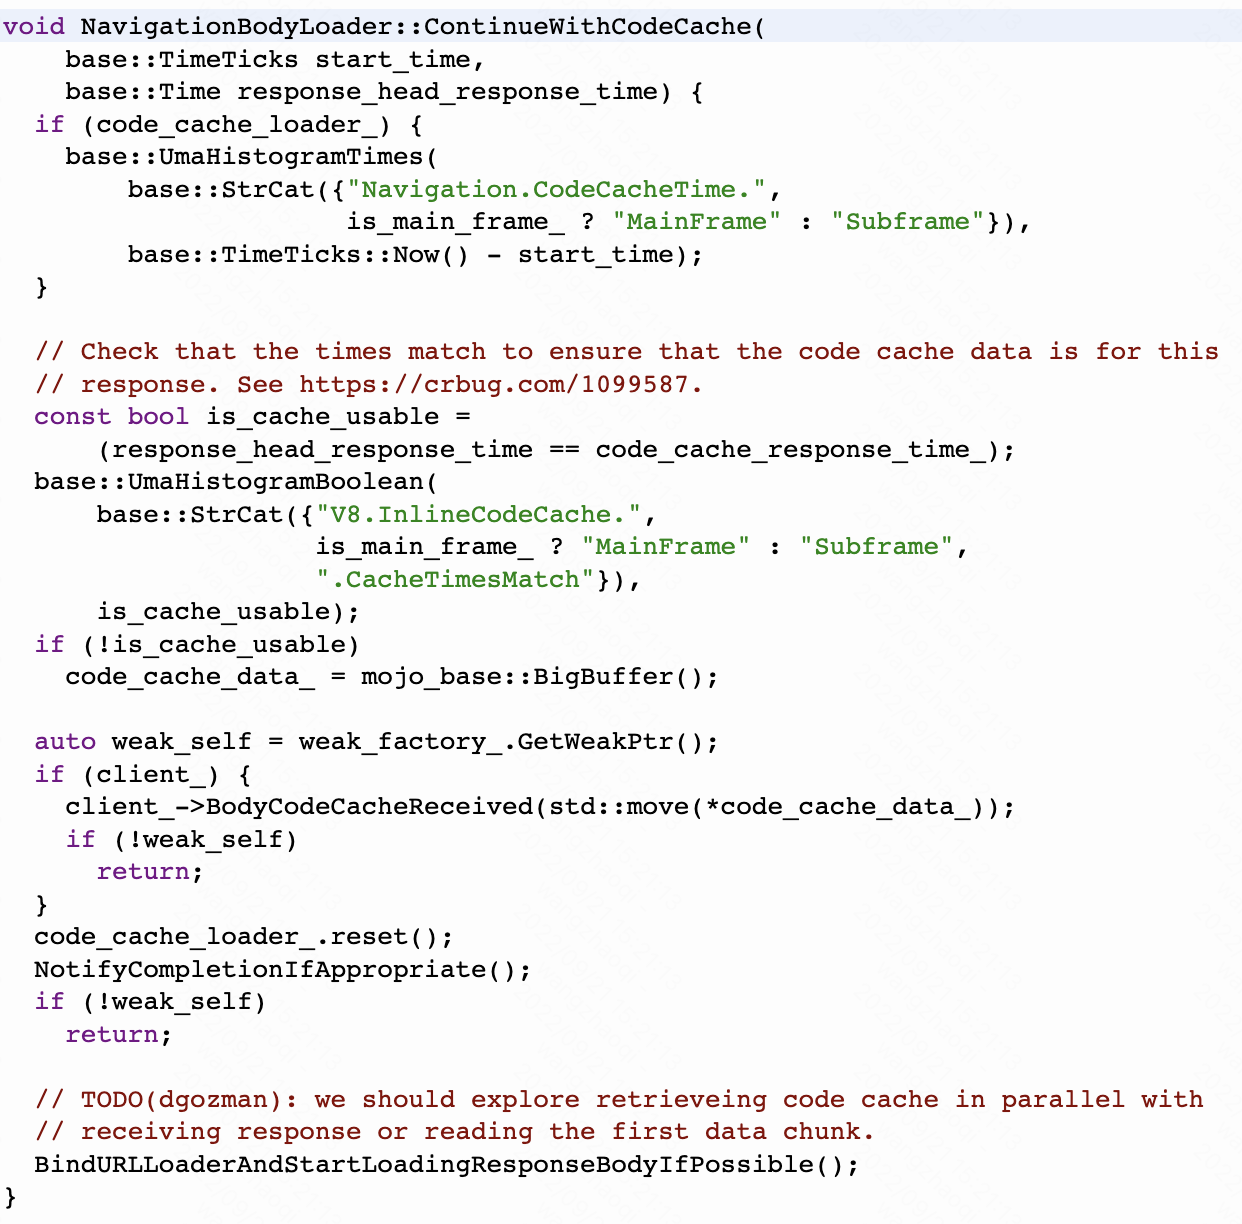 void NavigationBodyLoader::ContinueWithCodeCache(
    base::TimeTicks start_time,
    base::Time response_head_response_time) {
  if (code_cache_loader_) {
    base::UmaHistogramTimes(
        base::StrCat({"Navigation.CodeCacheTime.",
                      is_main_frame_ ? "MainFrame" : "Subframe"}),
        base::TimeTicks::Now() - start_time);
  }

  // Check that the times match to ensure that the code cache data is for this
  // response. See https://crbug.com/1099587.
  const bool is_cache_usable =
      (response_head_response_time == code_cache_response_time_);
  base::UmaHistogramBoolean(
      base::StrCat({"V8.InlineCodeCache.",
                    is_main_frame_ ? "MainFrame" : "Subframe",
                    ".CacheTimesMatch"}),
      is_cache_usable);
  if (!is_cache_usable)
    code_cache_data_ = mojo_base::BigBuffer();

  auto weak_self = weak_factory_.GetWeakPtr();
  if (client_) {
    client_->BodyCodeCacheReceived(std::move(*code_cache_data_));
    if (!weak_self)
      return;
  }
  code_cache_loader_.reset();
  NotifyCompletionIfAppropriate();
  if (!weak_self)
    return;

  // TODO(dgozman): we should explore retrieveing code cache in parallel with
  // receiving response or reading the first data chunk.
  BindURLLoaderAndStartLoadingResponseBodyIfPossible();
}